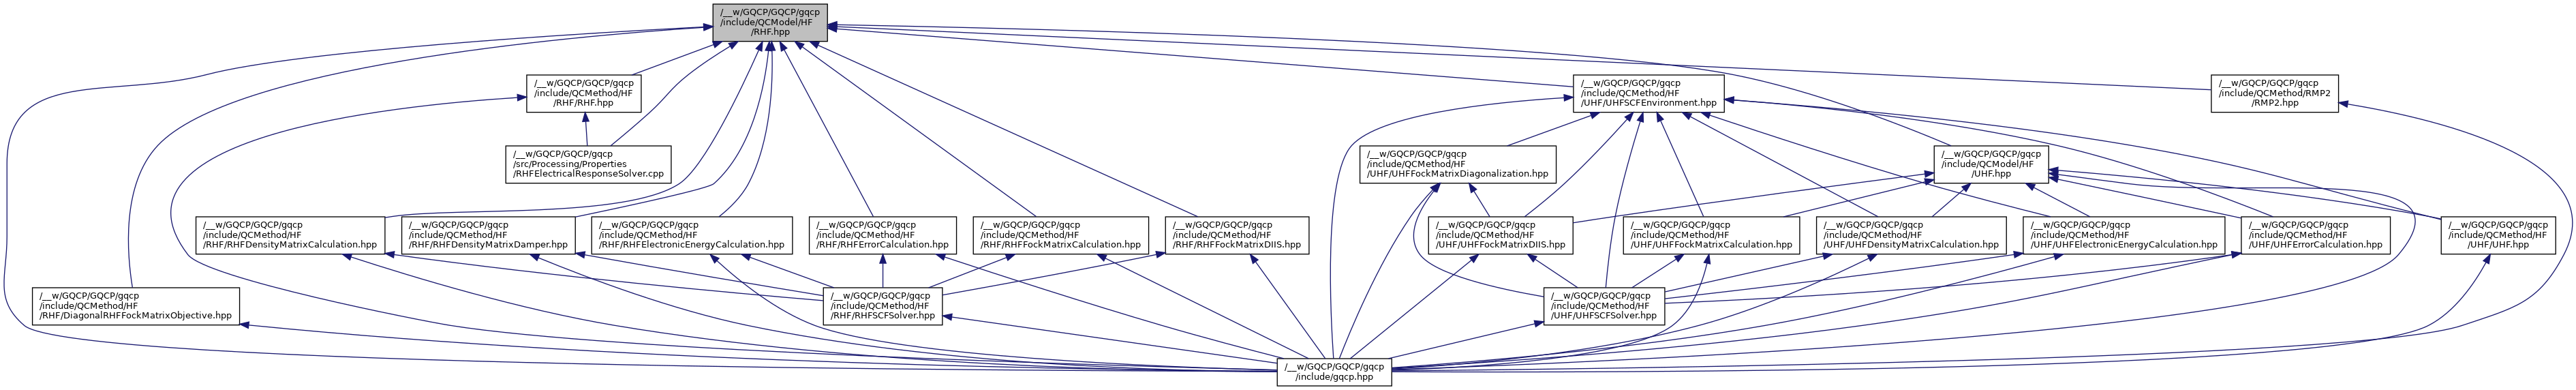 /__w/GQCP/GQCP/gqcp
/include/QCModel/HF
/RHF.hpp
/__w/GQCP/GQCP/gqcp
/include/QCMethod/HF
/RHF/RHF.hpp
/__w/GQCP/GQCP/gqcp
/include/QCMethod/HF
/UHF/UHFSCFEnvironment.hpp
/__w/GQCP/GQCP/gqcp
/include/QCMethod/RMP2
/RMP2.hpp
/__w/GQCP/GQCP/gqcp
/src/Processing/Properties
/RHFElectricalResponseSolver.cpp
/__w/GQCP/GQCP/gqcp
/include/QCMethod/HF
/UHF/UHFFockMatrixDiagonalization.hpp
/__w/GQCP/GQCP/gqcp
/include/QCModel/HF
/UHF.hpp
/__w/GQCP/GQCP/gqcp
/include/QCMethod/HF
/RHF/RHFDensityMatrixCalculation.hpp
/__w/GQCP/GQCP/gqcp
/include/QCMethod/HF
/RHF/RHFDensityMatrixDamper.hpp
/__w/GQCP/GQCP/gqcp
/include/QCMethod/HF
/RHF/RHFElectronicEnergyCalculation.hpp
/__w/GQCP/GQCP/gqcp
/include/QCMethod/HF
/RHF/RHFErrorCalculation.hpp
/__w/GQCP/GQCP/gqcp
/include/QCMethod/HF
/RHF/RHFFockMatrixCalculation.hpp
/__w/GQCP/GQCP/gqcp
/include/QCMethod/HF
/RHF/RHFFockMatrixDIIS.hpp
/__w/GQCP/GQCP/gqcp
/include/QCMethod/HF
/UHF/UHFFockMatrixDIIS.hpp
/__w/GQCP/GQCP/gqcp
/include/QCMethod/HF
/UHF/UHFFockMatrixCalculation.hpp
/__w/GQCP/GQCP/gqcp
/include/QCMethod/HF
/UHF/UHFDensityMatrixCalculation.hpp
/__w/GQCP/GQCP/gqcp
/include/QCMethod/HF
/UHF/UHFElectronicEnergyCalculation.hpp
/__w/GQCP/GQCP/gqcp
/include/QCMethod/HF
/UHF/UHFErrorCalculation.hpp
/__w/GQCP/GQCP/gqcp
/include/QCMethod/HF
/UHF/UHF.hpp
/__w/GQCP/GQCP/gqcp
/include/QCMethod/HF
/RHF/DiagonalRHFFockMatrixObjective.hpp
/__w/GQCP/GQCP/gqcp
/include/QCMethod/HF
/RHF/RHFSCFSolver.hpp
/__w/GQCP/GQCP/gqcp
/include/QCMethod/HF
/UHF/UHFSCFSolver.hpp
/__w/GQCP/GQCP/gqcp
/include/gqcp.hpp